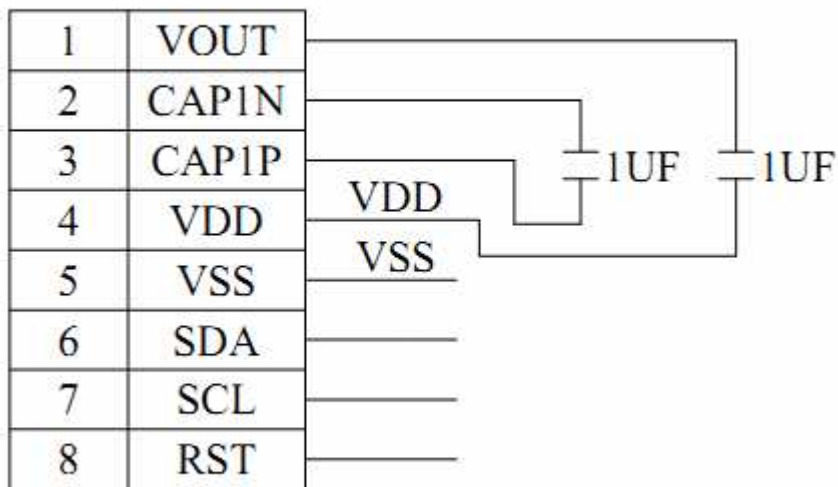 1 VOUT
2 CAP1N
3 CAP1P 1UF 1UF
VDD
4 VDD
VSS
5 VSS
6 SDA
7 SCL
8 RST